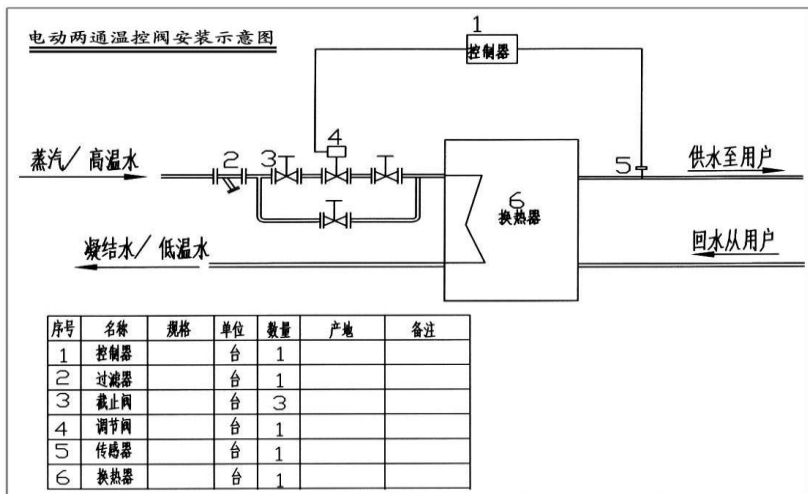 电动两通温控阀安装示意图
1
控制器
蒸汽/高温水
2
3
4
5
供水至用户
6
换热器
凝结水/低温水
回水从用户
序号 名称 规格 单位 数量 产地 备注
1 控制器 台 1
2 过滤器 台 1
3 截止阀 台 3
4 调节阀 台 1
5 传感器 台 1
6 换热器 台 1